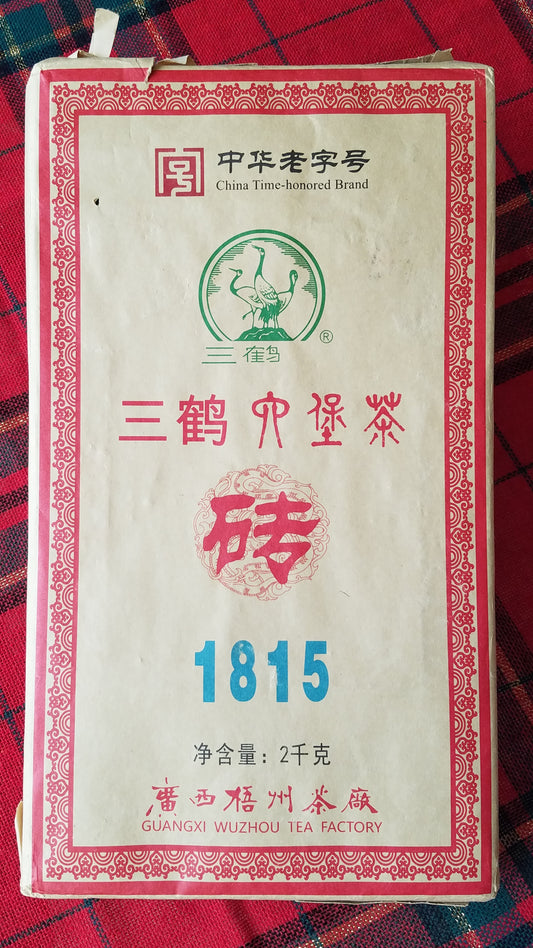 中华老字号
China Time-honored Brand
三鹤
®
三鹤六堡茶
砖
1815
净含量：2千克
廣西梧州茶廠
GUANGXI WUZHOU TEA FACTORY